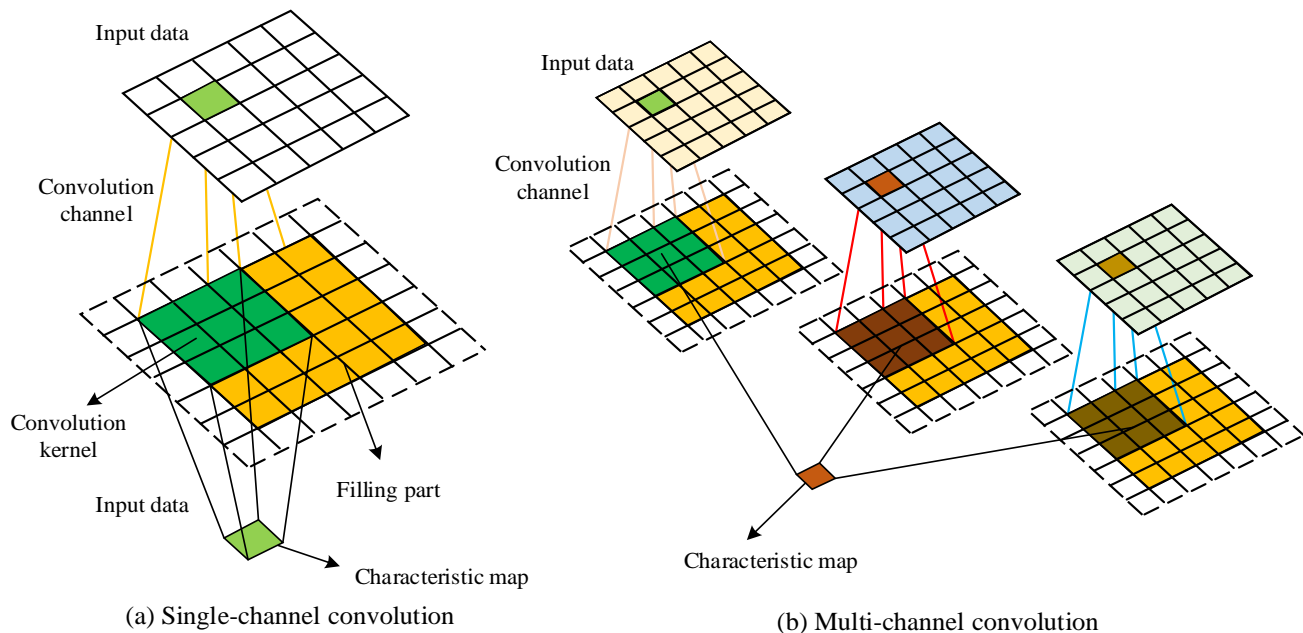 Input data
Convolution
channel
Convolution
kernel
Input data
Filling part
Characteristic map
(a) Single-channel convolution
Input data
Convolution
channel
Characteristic map
(b) Multi-channel convolution